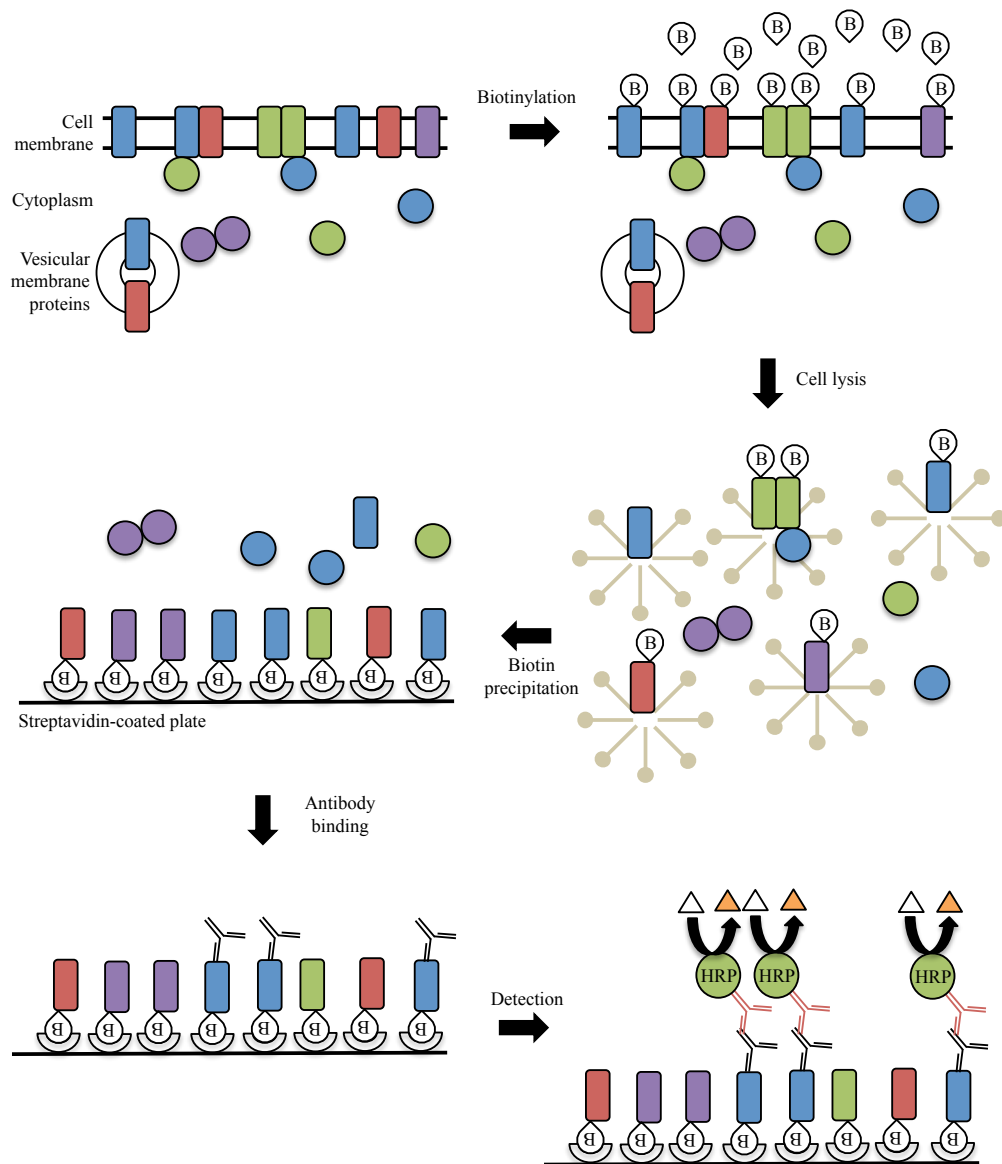 B B B B B B B
B B B B B B B
Biotinylation
Cell
membrane
Cytoplasm
Vesicular
membrane
proteins
Cell lysis
B
B B
B
B
Biotin
precipitation
B B B B B B B B
Streptavidin-coated plate
Antibody
binding
B B B B B B B B
Detection
HRP HRP HRP
B B B B B B B B